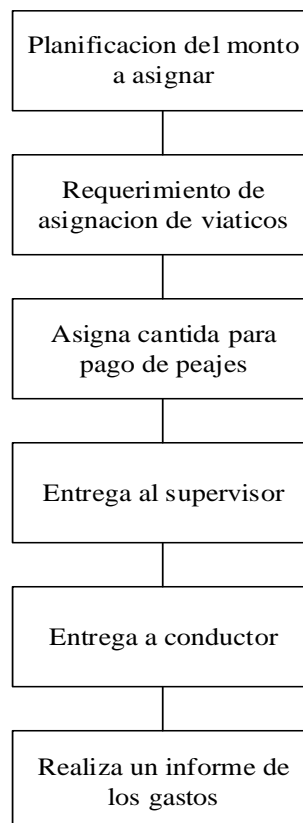 Planificacion del monto
a asignar
Requerimiento de
asignacion de viaticos
Asigna cantida para
pago de peajes
Entrega al supervisor
Entrega a conductor
Realiza un informe de
los gastos